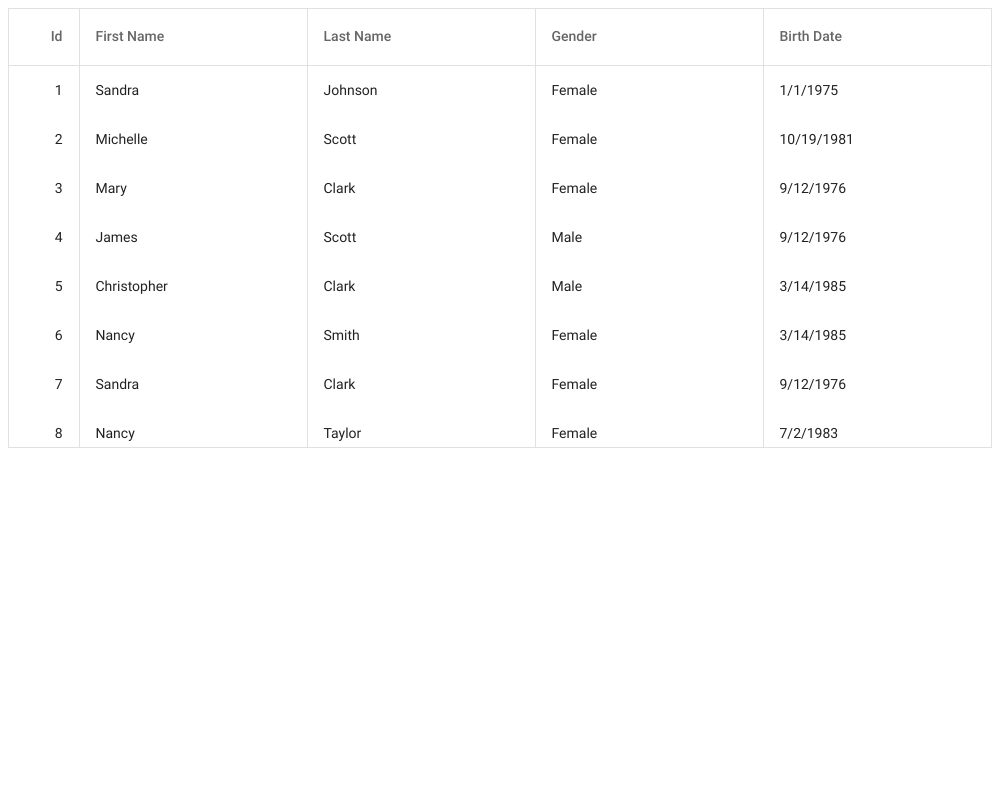 Id First Name Last Name Gender Birth Date
1 Sandra Johnson Female 1/1/1975
2 Michelle Scott Female 10/19/1981
3 Mary Clark Female 9/12/1976
4 James Scott Male 9/12/1976
5 Christopher Clark Male 3/14/1985
6 Nancy Smith Female 3/14/1985
7 Sandra Clark Female 9/12/1976
8 Nancy Taylor Female 7/2/1983